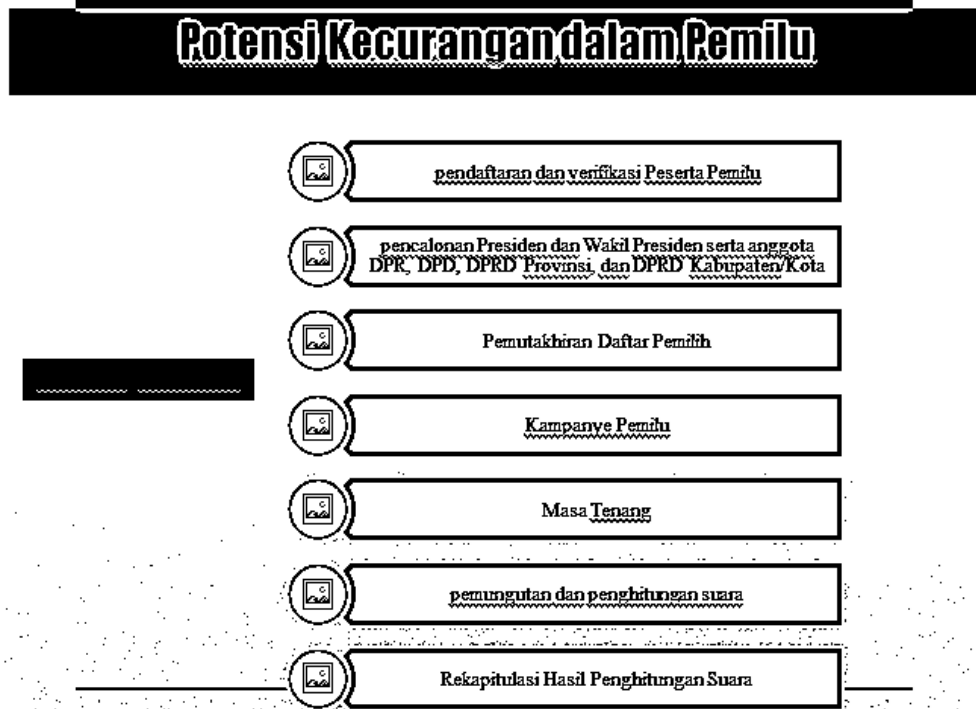 Potensi Kecurangan dalam Pemilu
pendaftaran dan verifikasi Peserta Pemilu
pencalonan Presiden dan Wakil Presiden serta anggota
DPR, DPD, DPRD Provinsi, dan DPRD Kabupaten/Kota
Pemutakhiran Daftar Pemilih
Kampanye Pemilu
Masa Tenang
pemungutan dan penghitungan suara
Rekapitulasi Hasil Penghitungan Suara